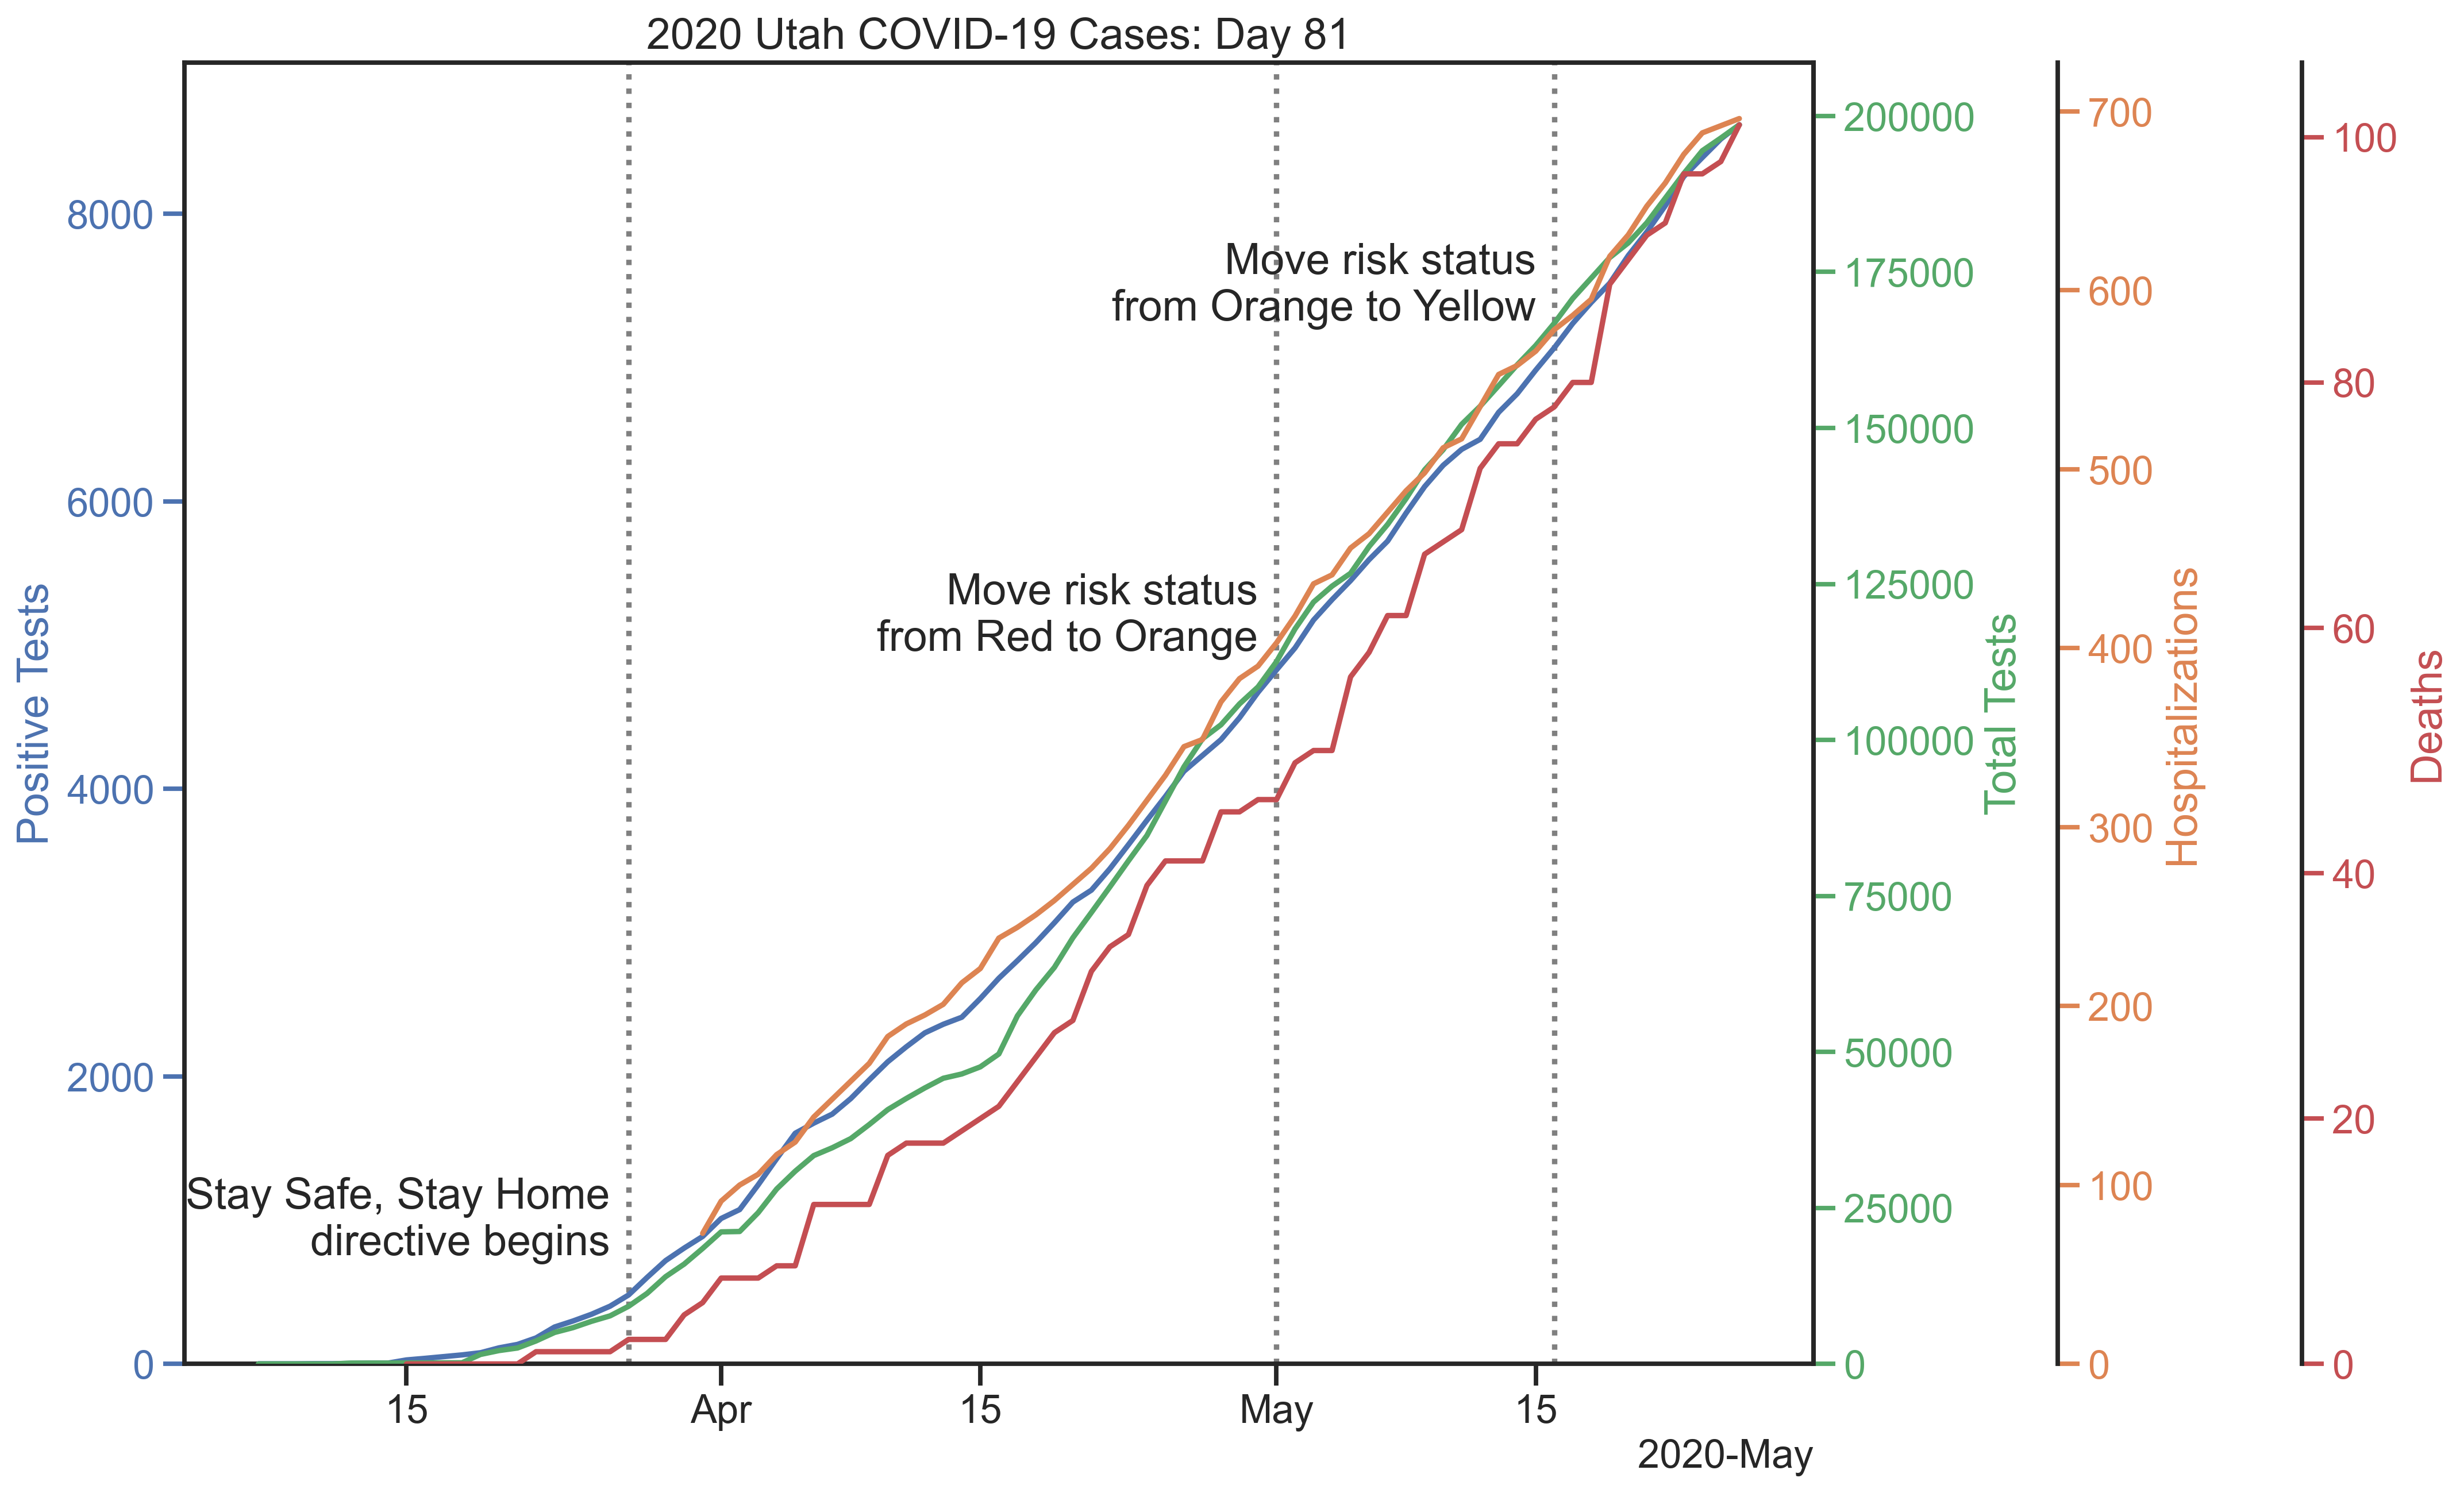 2020 Utah COVID-19 Cases: Day 81
Positive Tests
8000
6000
4000
2000
0
Move risk status
from Orange to Yellow
Move risk status
from Red to Orange
Stay Safe, Stay Home
directive begins
15
Apr
15
May
15
2020-May
200000
175000
150000
125000
100000
75000
50000
25000
0
Total Tests
700
600
500
400
300
200
100
0
Hospitalizations
100
80
60
40
20
0
Deaths